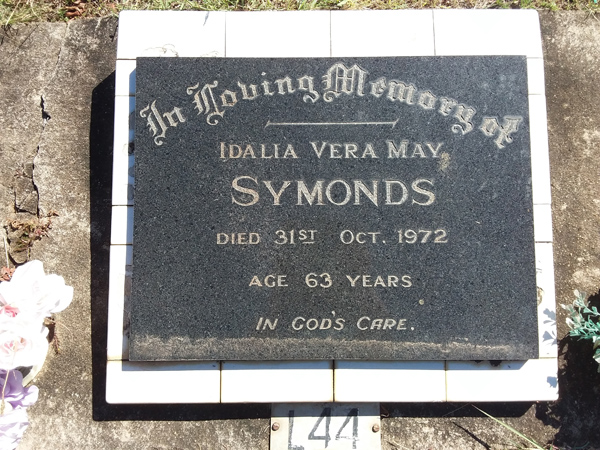 In Loving Memory of
IDALIA VERA MAY
SYMONDS
DIED 31ST OCT. 1972
AGE 63 YEARS
IN GOD'S CARE.
L44